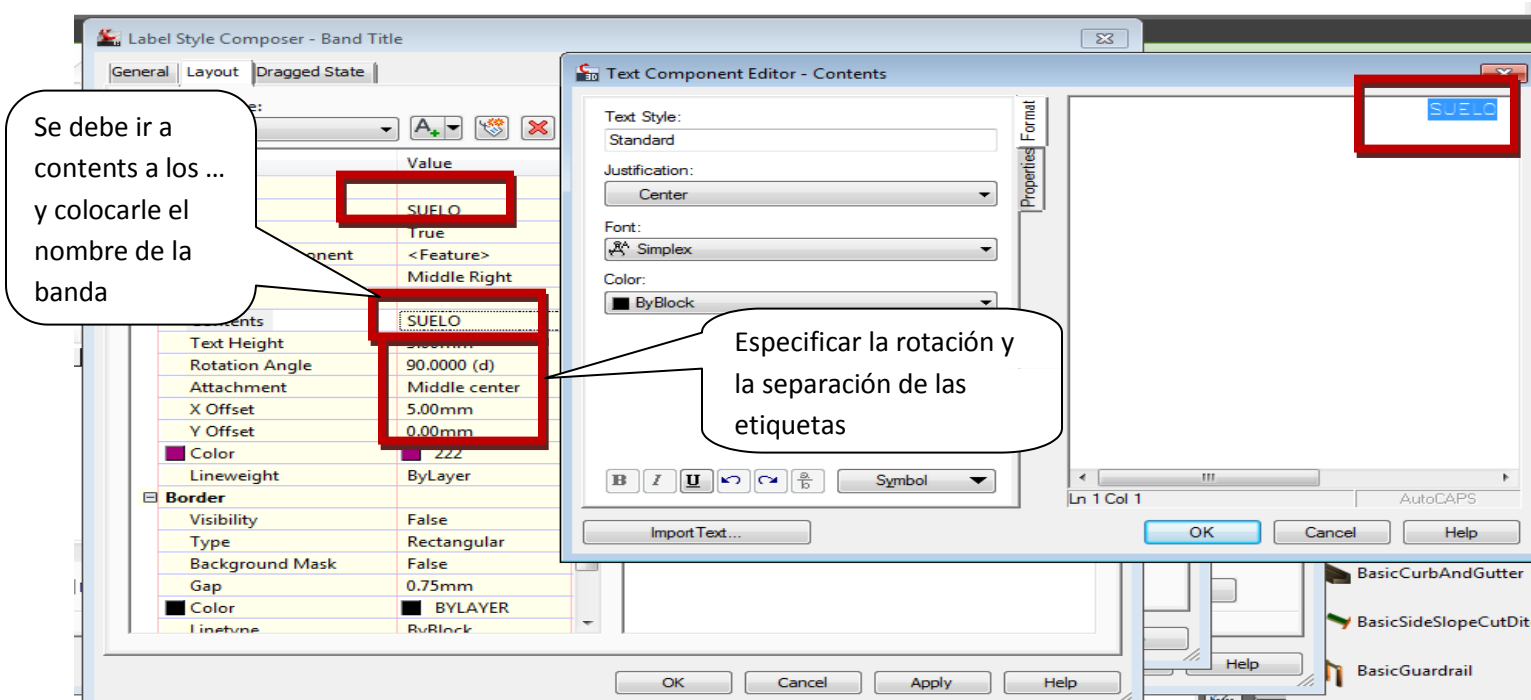 Label Style Composer - Band Title
General Layout Dragged State
Se debe ir a
contents a los ...
y colocarle el
nombre de la
banda
Value
SUELO
True
<Feature>
Middle Right
Contents SUELO
Text Height 5.00mm
Rotation Angle 90.0000 (d)
Attachment Middle center
X Offset 5.00mm
Y Offset 0.00mm
Color 222
Lineweight ByLayer
Border
Visibility False
Type Rectangular
Background Mask False
Gap 0.75mm
Color BYLAYER
Linetype ByBlock
OK Cancel Apply Help
Text Component Editor - Contents
Text Style:
Standard
Justification:
Center
Font:
Simplex
Color:
ByBlock
Format
Properties
SUELO
Especificar la rotación y
la separación de las
etiquetas
B I U Symbol
Ln 1 Col 1 AutoCAPS
Import Text... OK Cancel Help
BasicCurbAndGutter
BasicSideSlopeCutDit
Help
BasicGuardrail